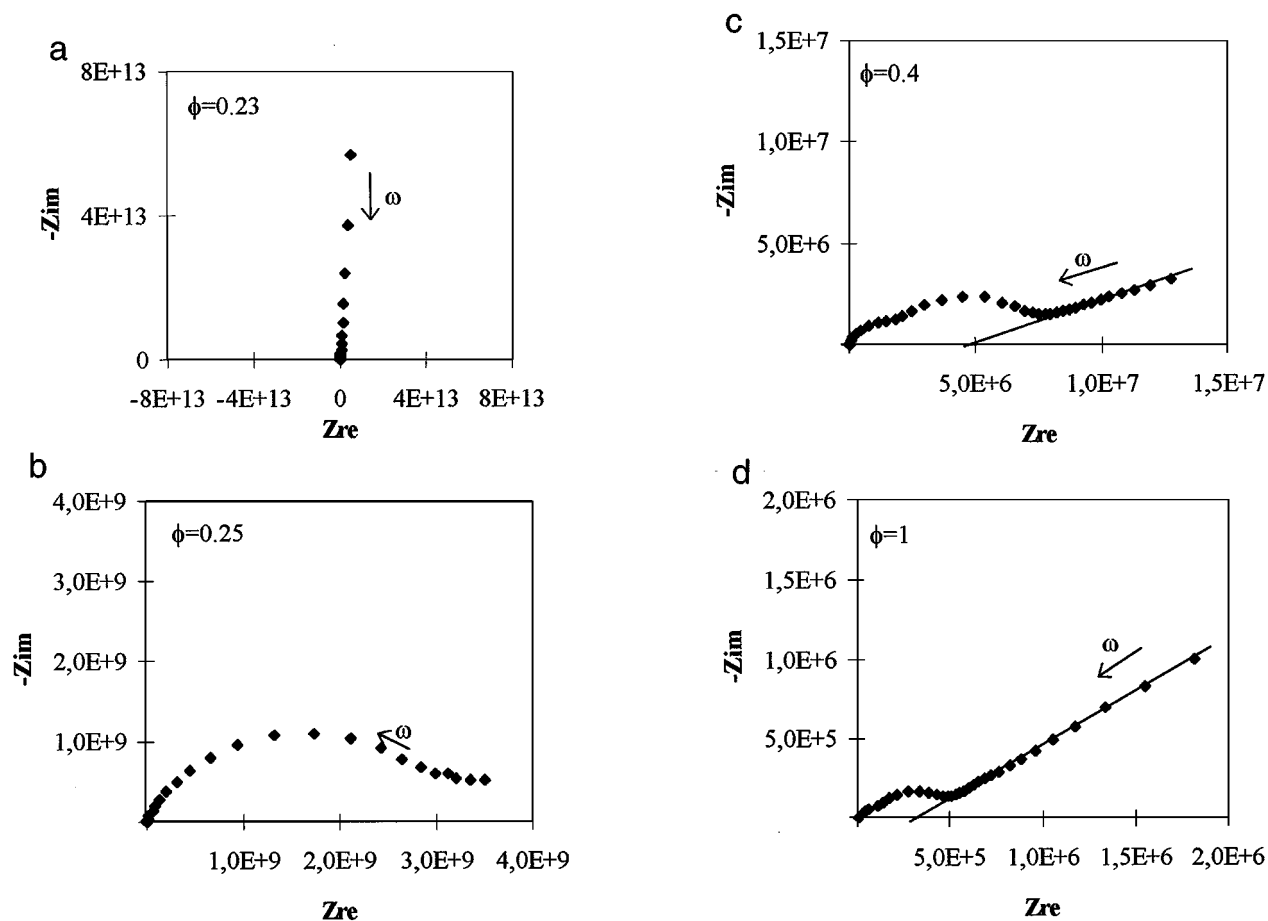 a
8E+13
ϕ=0.23
-Zim
4E+13
ω
0
-8E+13 -4E+13 0 4E+13 8E+13
Zre
b
4,0E+9
ϕ=0.25
3,0E+9
-Zim
2,0E+9
ω
1,0E+9
1,0E+9 2,0E+9 3,0E+9 4,0E+9
Zre
c
1,5E+7
ϕ=0.4
1,0E+7
-Zim
5,0E+6
ω
5,0E+6 1,0E+7 1,5E+7
Zre
d
2,0E+6
ϕ=1
1,5E+6
-Zim
1,0E+6
ω
5,0E+5
5,0E+5 1,0E+6 1,5E+6 2,0E+6
Zre